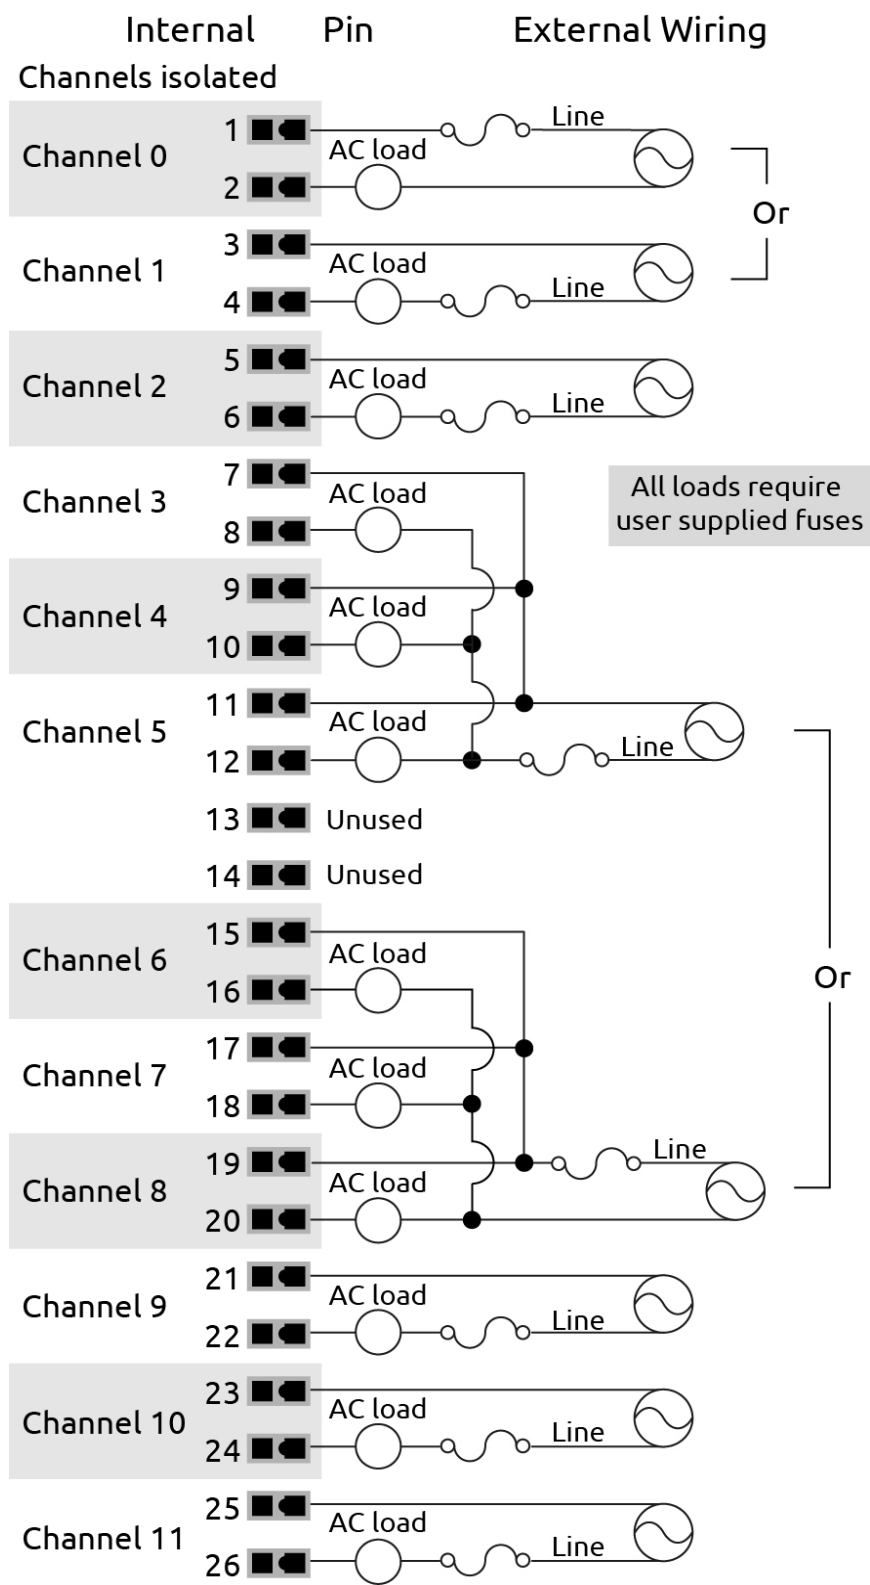 Internal Pin External Wiring
Channels isolated
Channel 0
1
Line
AC load
2
Or
Channel 1
3
AC load
4
Line
Channel 2
5
AC load
6
Line
Channel 3
7
AC load
8
All loads require
user supplied fuses
Channel 4
9
AC load
10
Channel 5
11
AC load
12
Line
13 Unused
14 Unused
Channel 6
15
AC load
16
Or
Channel 7
17
AC load
18
Channel 8
19
Line
AC load
20
Channel 9
21
AC load
22
Line
Channel 10
23
AC load
24
Line
Channel 11
25
AC load
26
Line